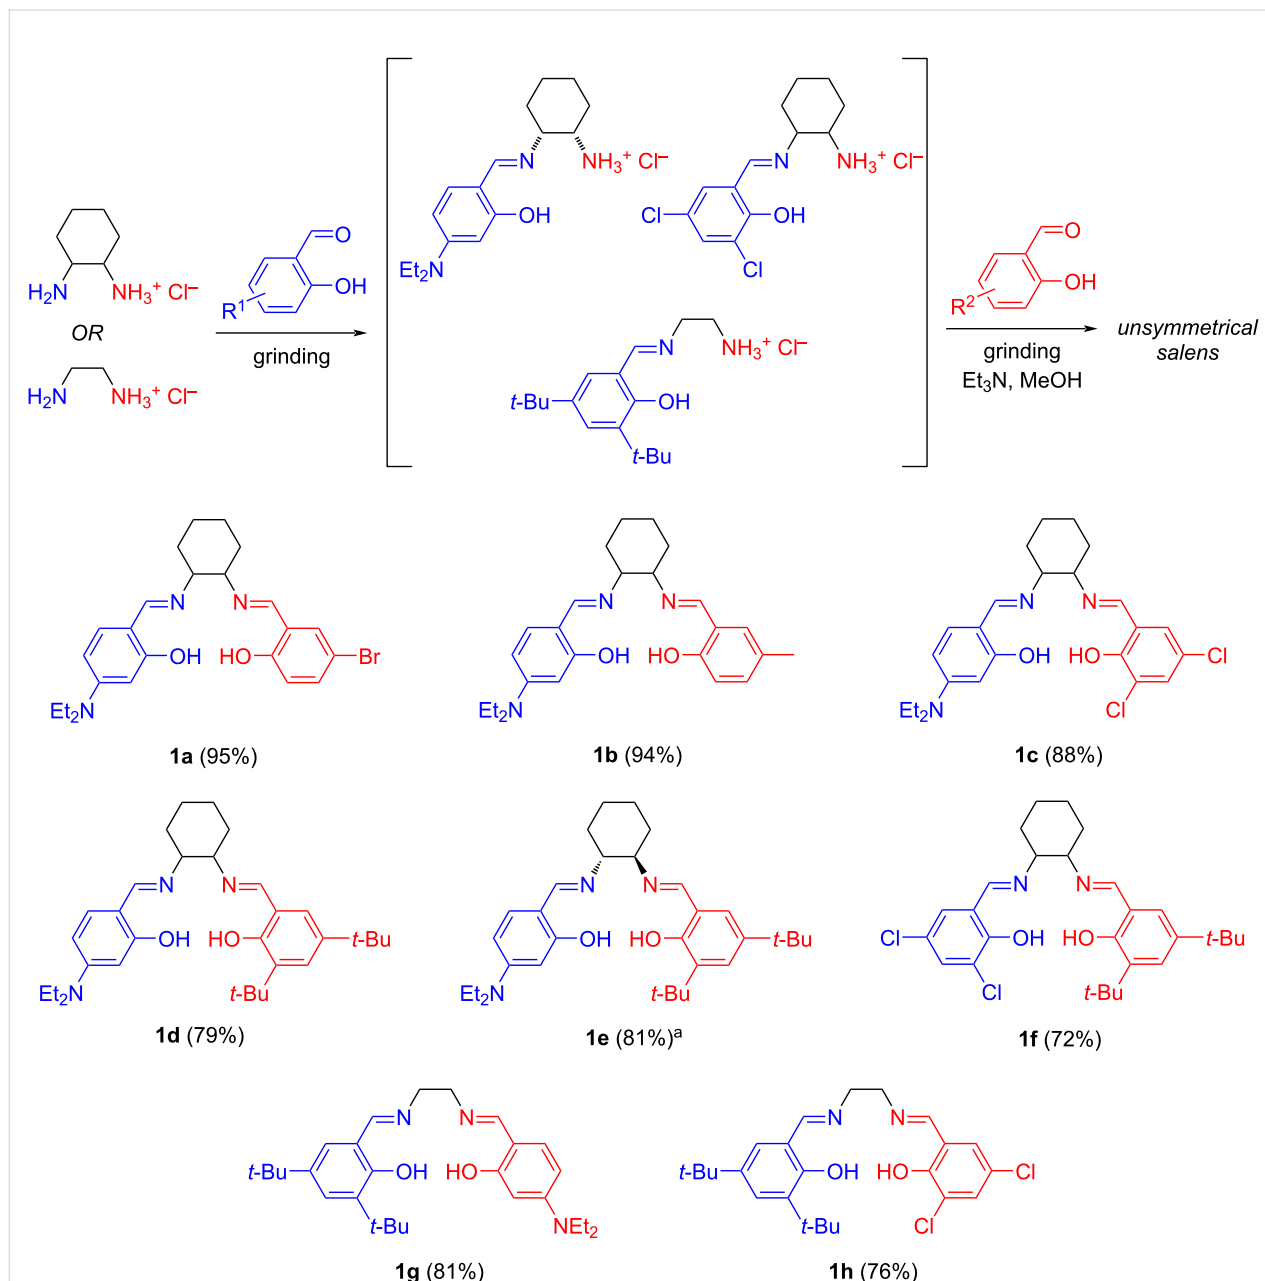 H₂N NH₃⁺ Cl⁻
OR
H₂N NH₃⁺ Cl⁻
O
OH
R¹
grinding
N NH₃⁺ Cl⁻
OH
Et₂N
N NH₃⁺ Cl⁻
Cl OH
Cl
N NH₃⁺ Cl⁻
t-Bu OH
t-Bu
O
OH
R²
grinding
Et₃N, MeOH
unsymmetrical
salens
N N
OH HO Br
Et₂N
1a (95%)
N N
OH HO
Et₂N
1b (94%)
N N
OH HO Cl
Et₂N Cl
1c (88%)
N N
OH HO t-Bu
Et₂N t-Bu
1d (79%)
N N
OH HO t-Bu
Et₂N t-Bu
1e (81%)ᵃ
N N
Cl OH HO t-Bu
Cl t-Bu
1f (72%)
N N
t-Bu OH HO
t-Bu NEt₂
1g (81%)
N N
t-Bu OH HO Cl
t-Bu Cl
1h (76%)